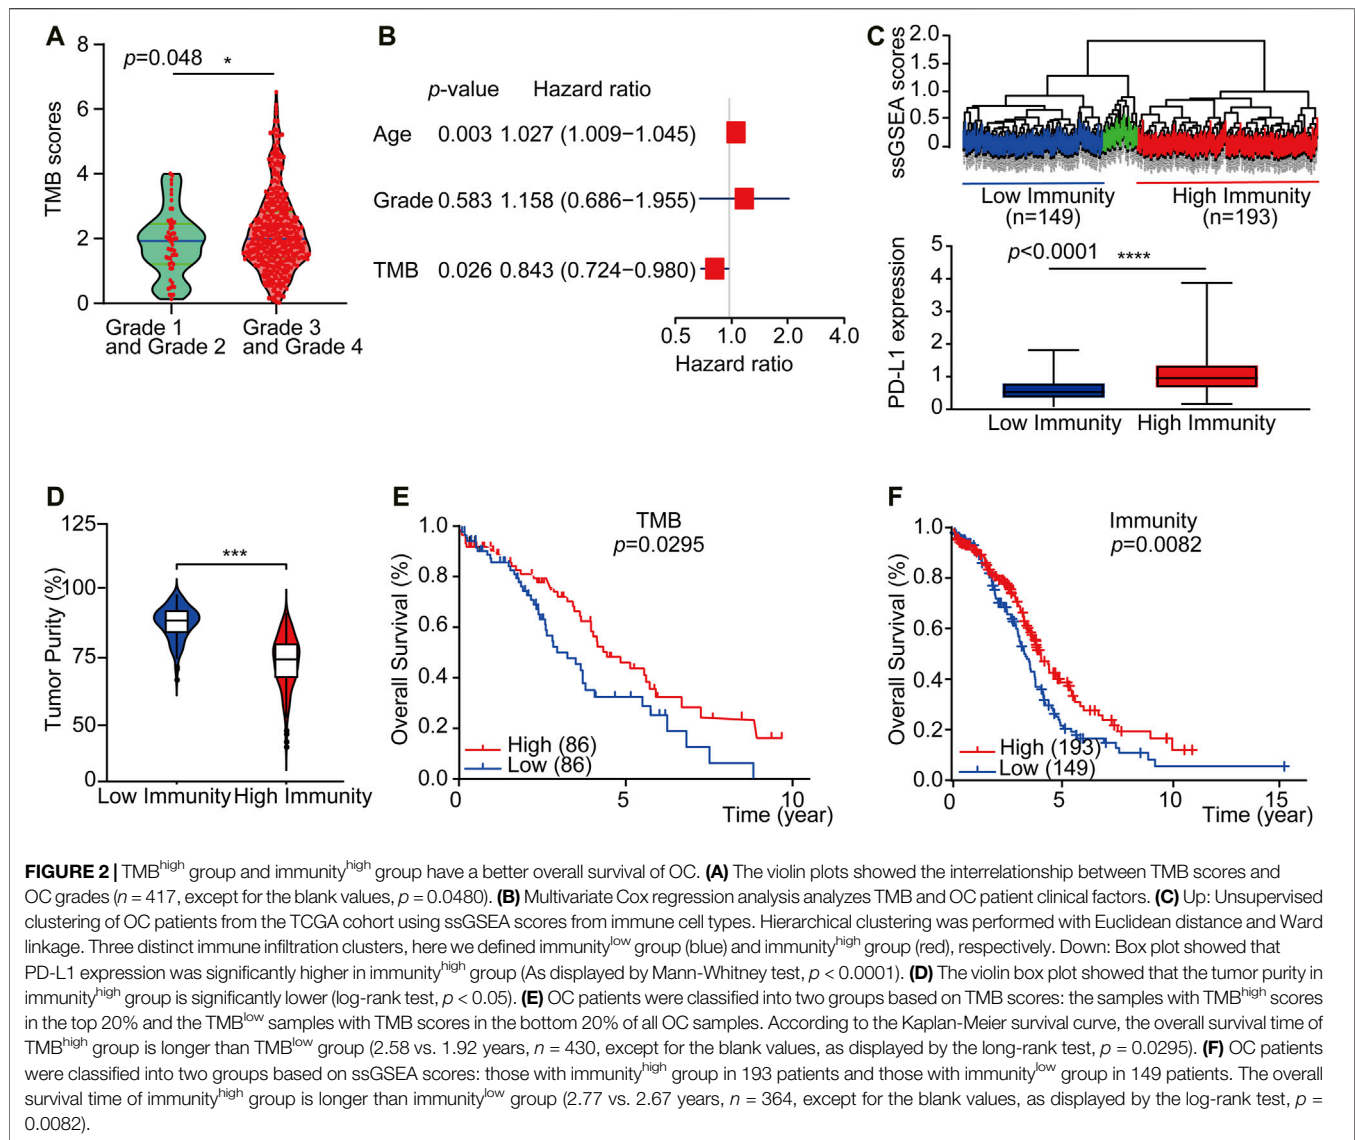 A
8
6
4
2
0
TMB scores
p=0.048
*
Grade 1
and Grade 2
Grade 3
and Grade 4
B
p-value Hazard ratio
Age 0.003 1.027 (1.009−1.045)
Grade 0.583 1.158 (0.686−1.955)
TMB 0.026 0.843 (0.724−0.980)
0.5 1.0 2.0 4.0
Hazard ratio
C
2.0
1.5
1.0
0.5
0
ssGSEA scores
Low Immunity
(n=149)
High Immunity
(n=193)
5
4
3
2
1
0
PD-L1 expression
p<0.0001 ****
Low Immunity High Immunity
D
125
100
75
50
0
Tumor Purity (%)
***
Low Immunity High Immunity
E
1.0
0.8
0.6
0.4
0.2
0.0
Overall Survival (%)
TMB
p=0.0295
High (86)
Low (86)
0 5 10
Time (year)
F
1.0
0.8
0.6
0.4
0.2
0.0
Overall Survival (%)
Immunity
p=0.0082
High (193)
Low (149)
0 5 10 15
Time (year)
FIGURE 2 | TMBhigh group and immunityhigh group have a better overall survival of OC. (A) The violin plots showed the interrelationship between TMB scores and
OC grades (n = 417, except for the blank values, p = 0.0480). (B) Multivariate Cox regression analysis analyzes TMB and OC patient clinical factors. (C) Up: Unsupervised
clustering of OC patients from the TCGA cohort using ssGSEA scores from immune cell types. Hierarchical clustering was performed with Euclidean distance and Ward
linkage. Three distinct immune infiltration clusters, here we defined immunitylow group (blue) and immunityhigh group (red), respectively. Down: Box plot showed that
PD-L1 expression was significantly higher in immunityhigh group (As displayed by Mann-Whitney test, p < 0.0001). (D) The violin box plot showed that the tumor purity in
immunityhigh group is significantly lower (log-rank test, p < 0.05). (E) OC patients were classified into two groups based on TMB scores: the samples with TMBhigh scores
in the top 20% and the TMBlow samples with TMB scores in the bottom 20% of all OC samples. According to the Kaplan-Meier survival curve, the overall survival time of
TMBhigh group is longer than TMBlow group (2.58 vs. 1.92 years, n = 430, except for the blank values, as displayed by the long-rank test, p = 0.0295). (F) OC patients
were classified into two groups based on ssGSEA scores: those with immunityhigh group in 193 patients and those with immunitylow group in 149 patients. The overall
survival time of immunityhigh group is longer than immunitylow group (2.77 vs. 2.67 years, n = 364, except for the blank values, as displayed by the log-rank test, p =
0.0082).